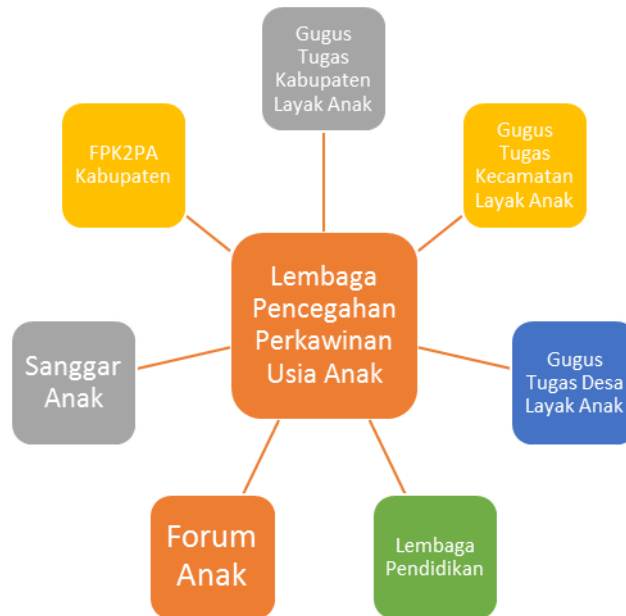 Gugus
Tugas
Kabupaten
Layak Anak
FPK2PA
Kabupaten
Gugus
Tugas
Kecamatan
Layak Anak
Lembaga
Pencegahan
Perkawinan
Usia Anak
Sanggar
Anak
Gugus
Tugas Desa
Layak Anak
Forum
Anak
Lembaga
Pendidikan